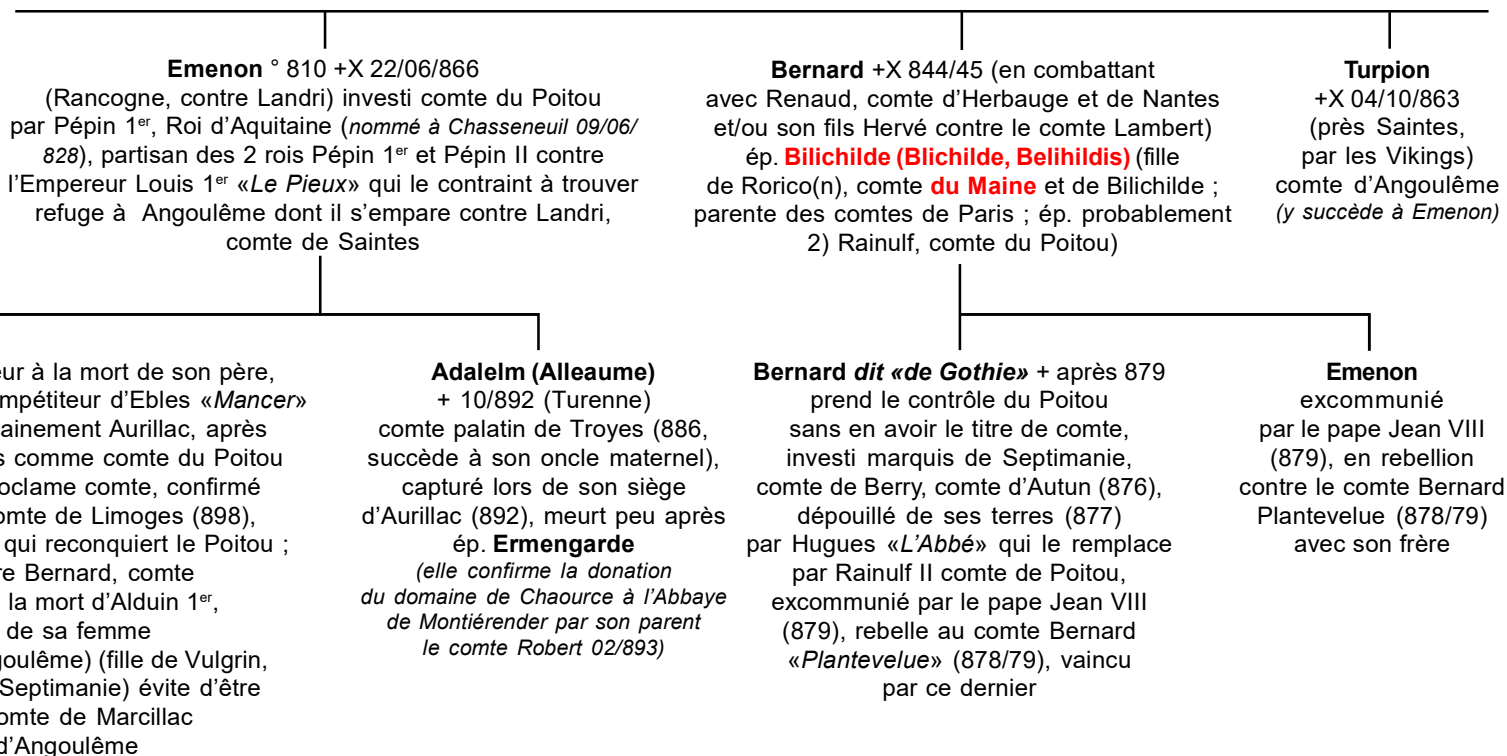 Emenon ° 810 +X 22/06/866
(Rancogne, contre Landri) investi comte du Poitou
par Pépin 1er, Roi d’Aquitaine (nommé à Chasseneuil 09/06/
828), partisan des 2 rois Pépin 1er et Pépin II contre
l’Empereur Louis 1er «Le Pieux» qui le contraint à trouver
refuge à Angoulême dont il s’empare contre Landri,
comte de Saintes
Bernard +X 844/45 (en combattant
avec Renaud, comte d’Herbauge et de Nantes
et/ou son fils Hervé contre le comte Lambert)
ép. Bilichilde (Blichilde, Belihildis) (fille
de Rorico(n), comte du Maine et de Bilichilde ;
parente des comtes de Paris ; ép. probablement
2) Rainulf, comte du Poitou)
Turpion
+X 04/10/863
(près Saintes,
par les Vikings)
comte d’Angoulême
(y succède à Emenon)
eur à la mort de son père,
mpétiteur d’Ebles «Mancer»
ainement Aurillac, après
s comme comte du Poitou
oclame comte, confirmé
omte de Limoges (898),
qui reconquiert le Poitou ;
re Bernard, comte
la mort d’Alduin 1er,
de sa femme
goulême) (fille de Vulgrin,
Septimanie) évite d’être
omte de Marcillac
d’Angoulême
Adalelm (Alleaume)
+ 10/892 (Turenne)
comte palatin de Troyes (886,
succède à son oncle maternel),
capturé lors de son siège
d’Aurillac (892), meurt peu après
ép. Ermengarde
(elle confirme la donation
du domaine de Chaource à l’Abbaye
de Montiérender par son parent
le comte Robert 02/893)
Bernard dit «de Gothie» + après 879
prend le contrôle du Poitou
sans en avoir le titre de comte,
investi marquis de Septimanie,
comte de Berry, comte d’Autun (876),
dépouillé de ses terres (877)
par Hugues «L’Abbé» qui le remplace
par Rainulf II comte de Poitou,
excommunié par le pape Jean VIII
(879), rebelle au comte Bernard
«Plantevelue» (878/79), vaincu
par ce dernier
Emenon
excommunié
par le pape Jean VIII
(879), en rebellion
contre le comte Bernard
Plantevelue (878/79)
avec son frère